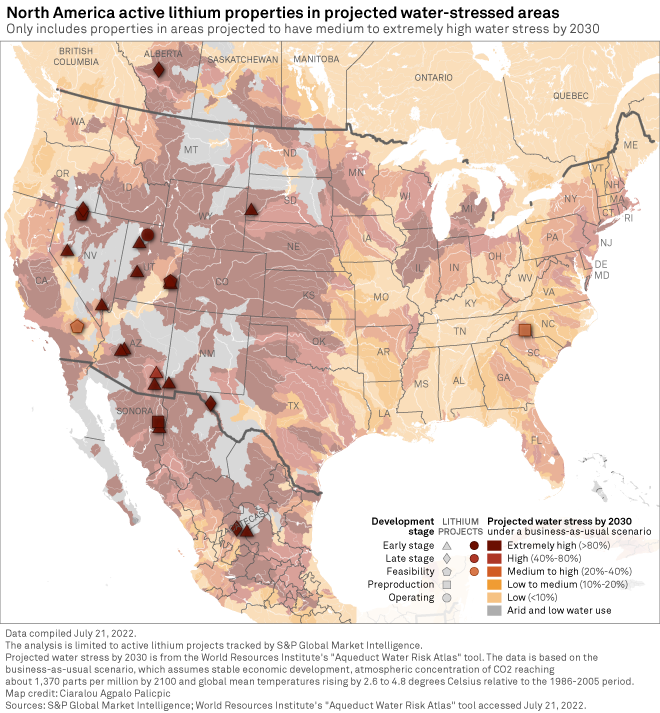 North America active lithium properties in projected water-stressed areas
Only includes properties in areas projected to have medium to extremely high water stress by 2030
BRITISH
COLUMBIA
ALBERTA
SASKATCHEWAN
MANITOBA
ONTARIO
QUEBEC
WA
MT
ND
MN
ME
VT
NH
MA
CT
RI
OR
ID
WY
SD
WI
MI
NY
PA
NJ
DE
MD
CA
NV
UT
CO
NE
IA
IL
IN
OH
WV
VA
KS
MO
KY
AZ
NM
OK
AR
TN
NC
SC
TX
LA
MS
AL
GA
FL
SONORA
Development
stage
LITHIUM
PROJECTS
Projected water stress by 2030
under a business-as-usual scenario
Early stage
Extremely high (>80%)
Late stage
High (40%-80%)
Feasibility
Medium to high (20%-40%)
Preproduction
Low to medium (10%-20%)
Operating
Low (<10%)
Arid and low water use
Data compiled July 21, 2022.
The analysis is limited to active lithium projects tracked by S&P Global Market Intelligence.
Projected water stress by 2030 is from the World Resources Institute's "Aqueduct Water Risk Atlas" tool. The data is based on the
business-as-usual scenario, which assumes stable economic development, atmospheric concentration of CO2 reaching
about 1,370 parts per million by 2100 and global mean temperatures rising by 2.6 to 4.8 degrees Celsius relative to the 1986-2005 period.
Map credit: Ciaralou Agpalo Palicpic
Sources: S&P Global Market Intelligence; World Resources Institute's "Aqueduct Water Risk Atlas" tool accessed July 21, 2022.